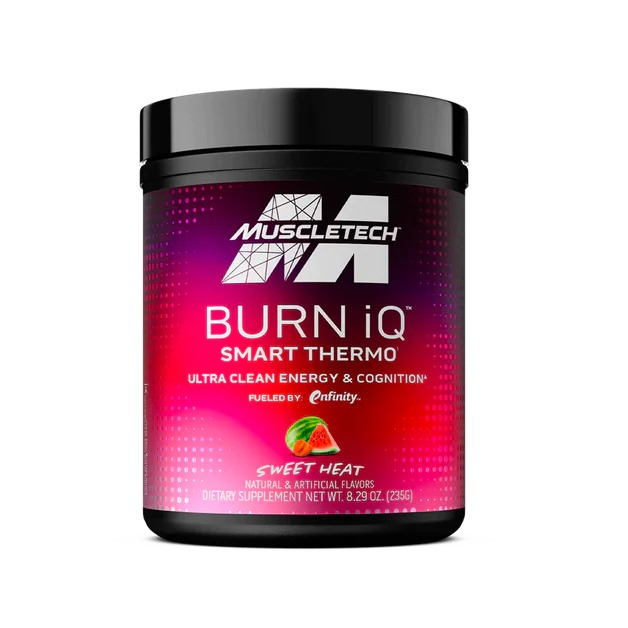 MUSCLETECH
BURN iQ™
SMART THERMO
ULTRA CLEAN ENERGY & COGNITION
FUELED BY: enfinity
SWEET HEAT
NATURAL & ARTIFICIAL FLAVORS
DIETARY SUPPLEMENT NET WT. 8.29 OZ. (235G)